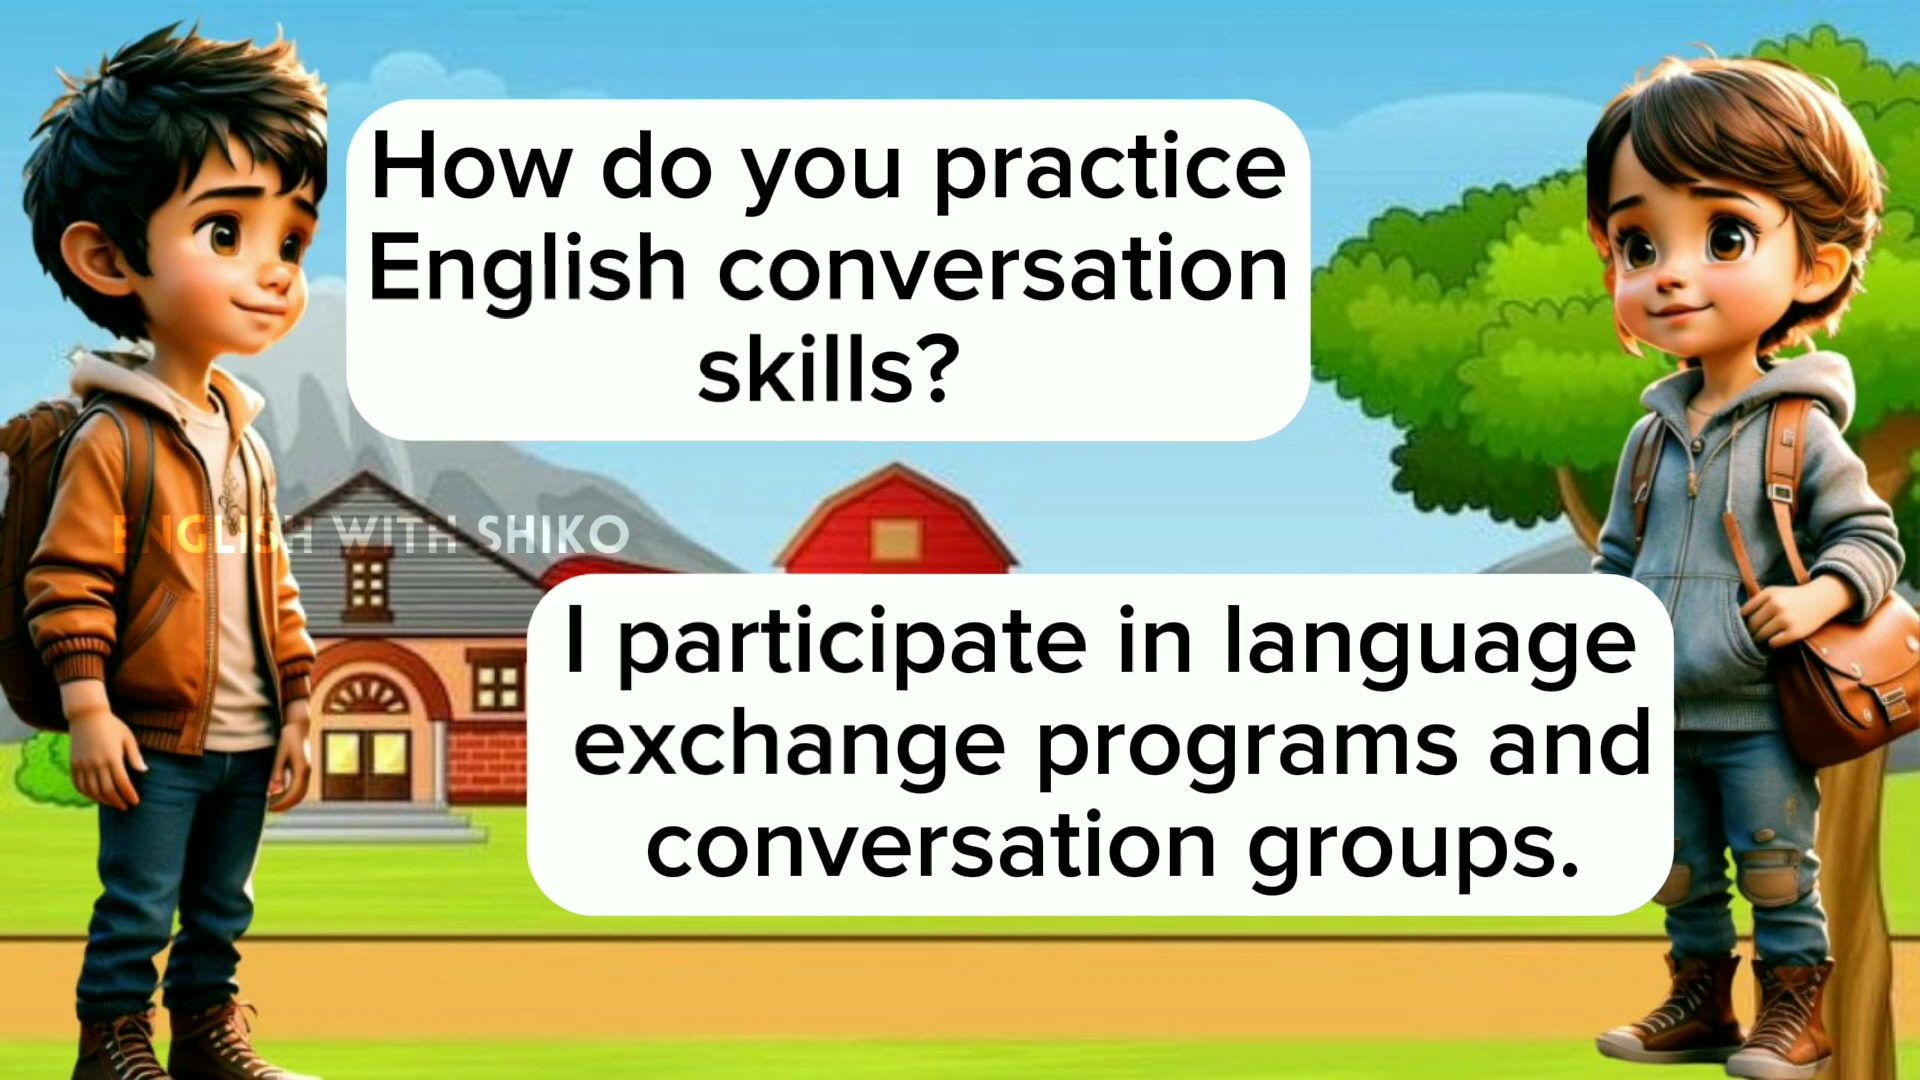 How do you practice
English conversation
skills?
ENGLISH WITH SHIKO
I participate in language
exchange programs and
conversation groups.